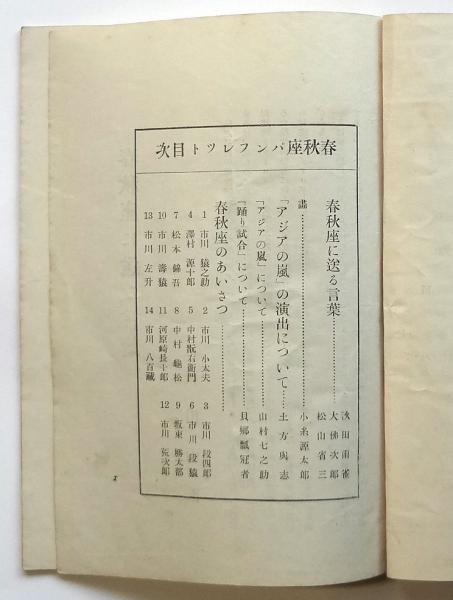 春秋座パンフレツト目次
春秋座に送る言葉…………秋田雨雀
大佛次郎
松山省三
畵…………小糸源太郎
「アジアの嵐」の演出について……土方與志
「アジアの嵐」について…………山村七之助
「踊り試合」について…………貝郷瓢冠者
春秋座のあいさつ…………
1 市川 猿之助
2 市川 小太夫
3 市川 段四郎
4 澤村 源十郎
5 中村翫右衞門
6 市川 段猿
7 松本 錦吾
8 中村 龜松
9 坂東 勝太郎
10 市川 壽猿
11 河原崎長十郎
12 市川 莚次郎
13 市川 左升
14 市川 八百藏